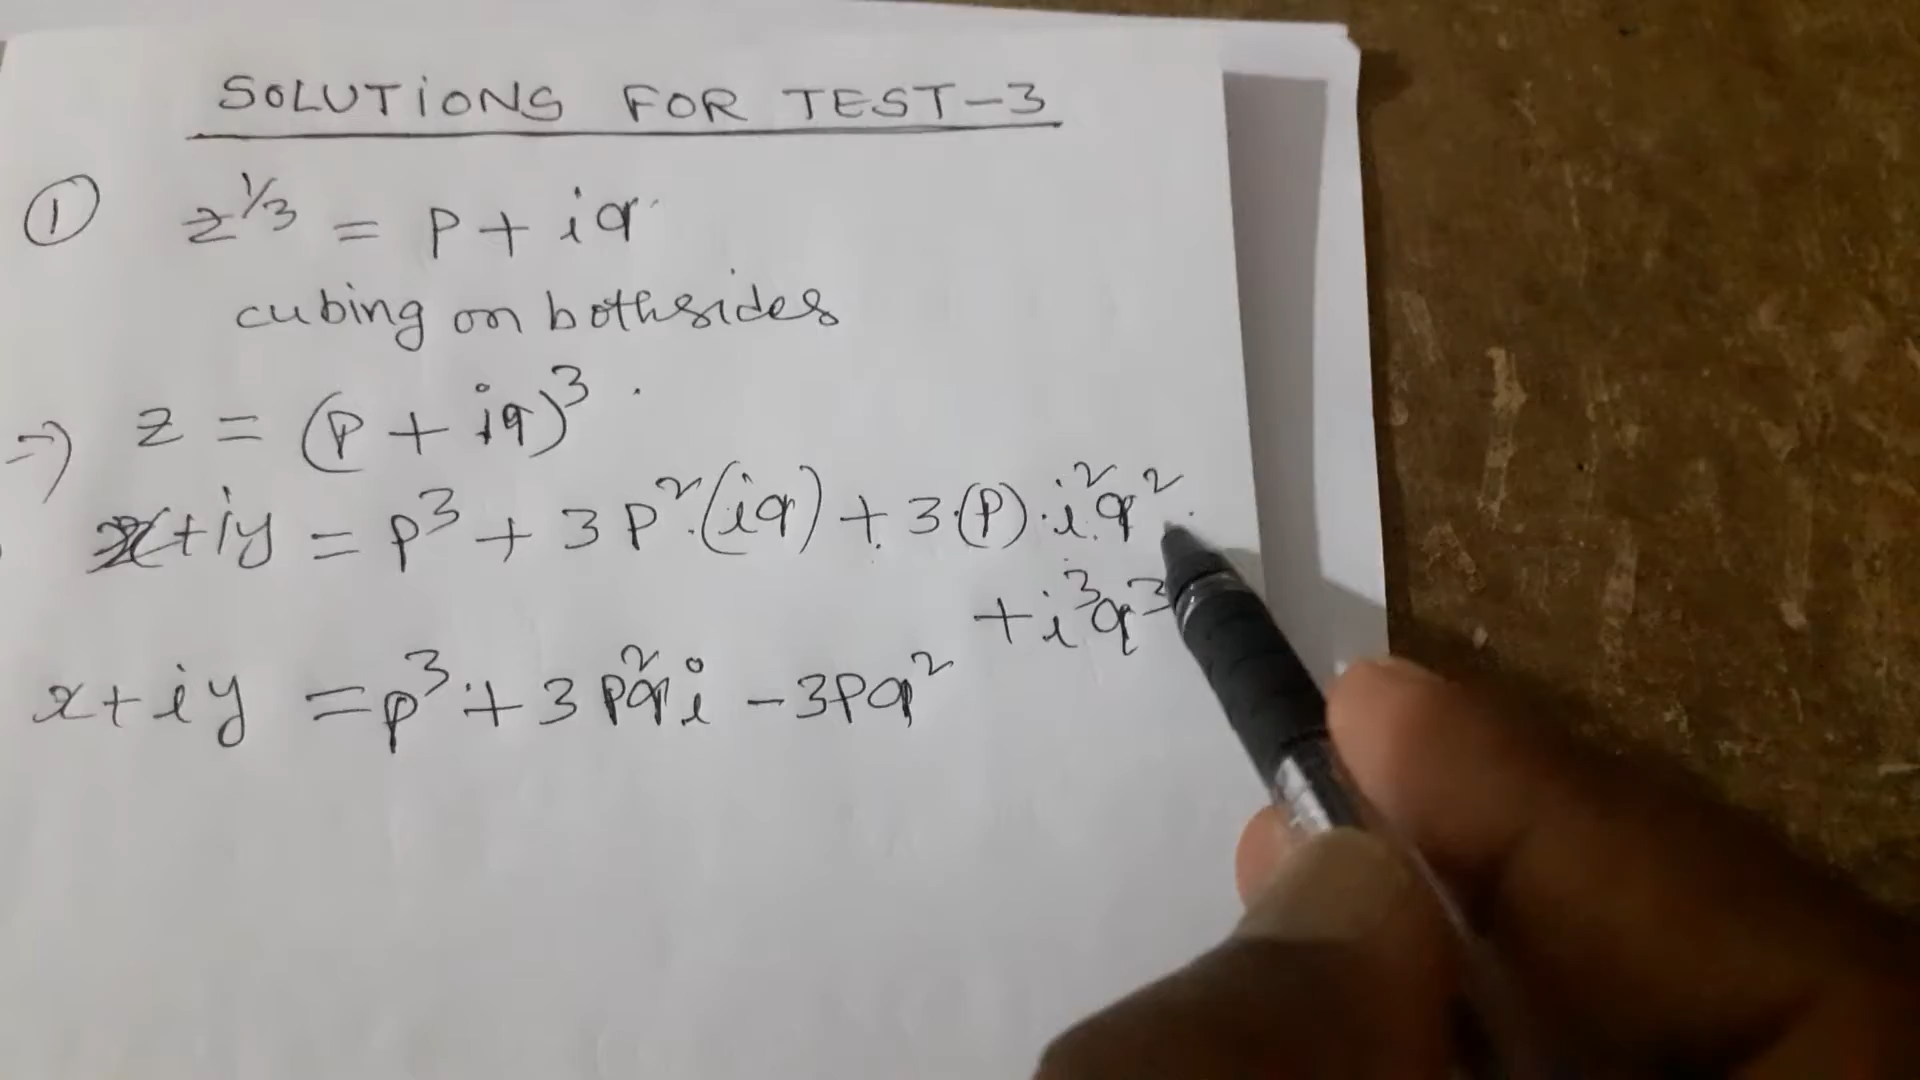 SOLUTIONS FOR TEST-3
① z^1/3 = p + iq
cubing on bothsides
=) z = (p + iq)^3
x+iy = p^3 + 3p^2.(iq) + 3.(p).i^2q^2
+i^3q^3
x+iy = p^3 + 3p^2qi - 3pq^2